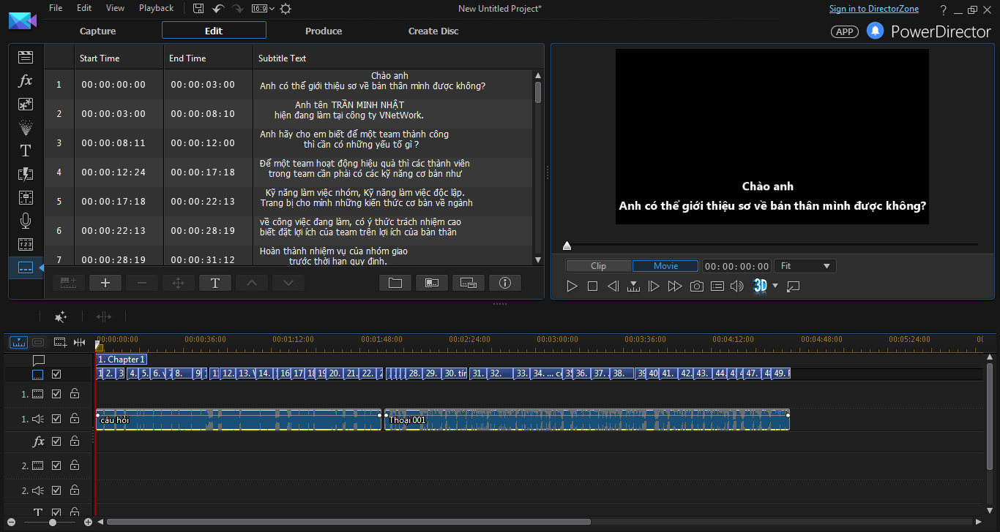 File Edit View Playback 16:9 New Untitled Project* Sign in to DirectorZone ?
Capture Edit Produce Create Disc APP PowerDirector
Start Time End Time Subtitle Text
1 00:00:00:00 00:00:03:00 Chào anh
Anh có thể giới thiệu sơ về bản thân mình được không?
2 00:00:03:00 00:00:08:10 Anh tên TRẦN MINH NHẬT
hiện đang làm tại công ty VNetWork.
3 00:00:08:11 00:00:12:00 Anh hãy cho em biết để một team thành công
thì cần có những yếu tố gì ?
4 00:00:12:24 00:00:17:18 Để một team hoạt động hiệu quả thì các thành viên
trong team cần phải có các kỹ năng cơ bản như
5 00:00:17:18 00:00:22:13 Kỹ năng làm việc nhóm, Kỹ năng làm việc độc lập.
Trang bị cho mình những kiến thức cơ bản về ngành
6 00:00:22:13 00:00:28:19 về công việc đang làm, có ý thức trách nhiệm cao
biết đặt lợi ích của team trên lợi ích của bản thân
7 00:00:28:19 00:00:31:12 Hoàn thành nhiệm vụ của nhóm giao
trước thời hạn quy định.
fx
T
T
Chào anh
Anh có thể giới thiệu sơ về bản thân mình được không?
Clip Movie 00:00:00:00 Fit
3D
00:00:00:00 00:00:36:00 00:01:12:00 00:01:48:00 00:02:24:00 00:03:00:00 00:03:36:00 00:04:12:00 00:04:48:00 00:05:24:00
1. Chapter 1
2. 3 4. 5. 6. 7 8. 9 12. 13. 14. 16 17 18 19 20. 21. 22. 28. 29. 30. 31. 32. 33. 34. ... 35 36. 37. 38. 39 40 41. 42. 43. 44. 47. 48 49.
1.
1. câu hỏi Thoại 001
fx
2.
2.
T